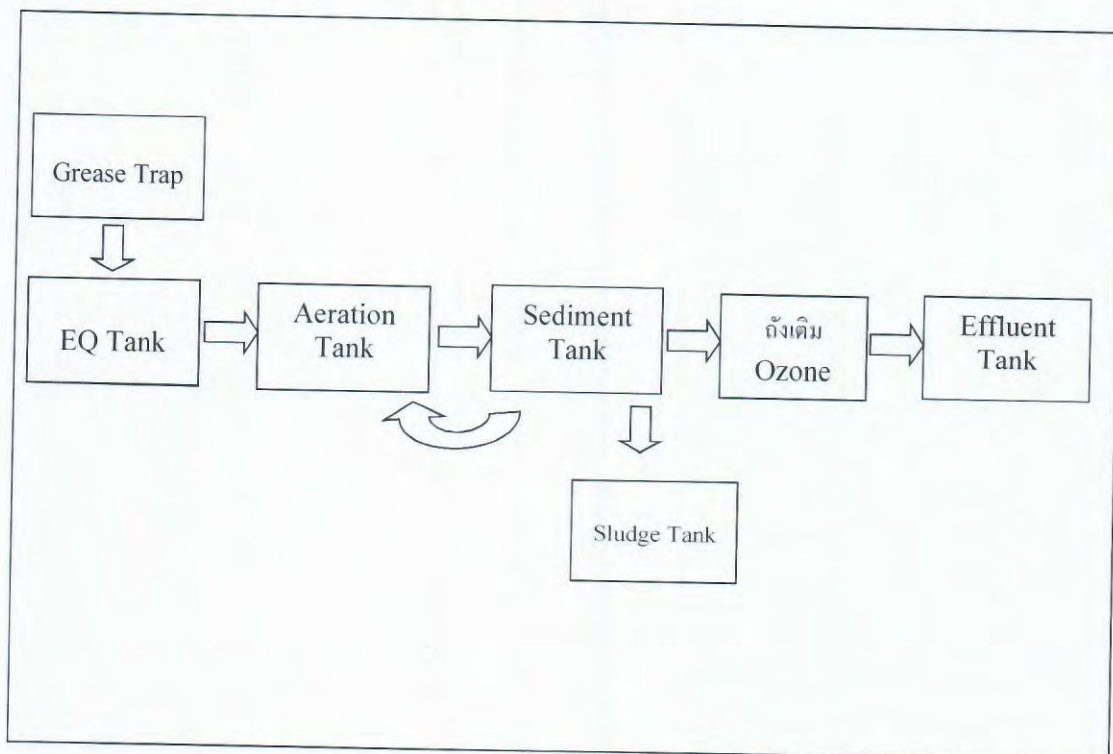 Grease Trap
EQ Tank
Aeration
Tank
Sediment
Tank
ถังเติม
Ozone
Effluent
Tank
Sludge Tank